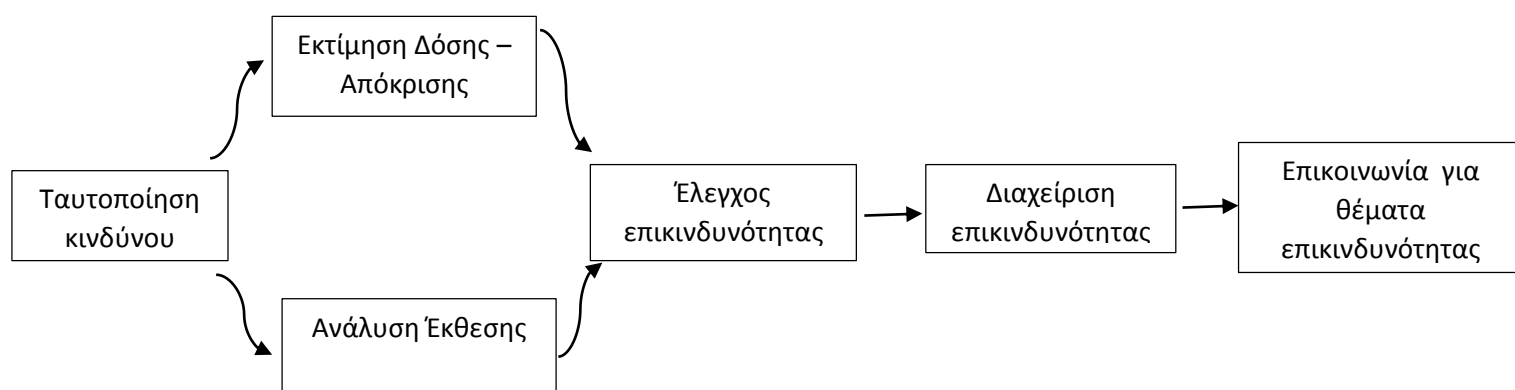 Εκτίμηση Δόσης –
Απόκρισης
Ταυτοποίηση
κινδύνου
Ανάλυση Έκθεσης
Έλεγχος
επικινδυνότητας
Διαχείριση
επικινδυνότητας
Επικοινωνία για
θέματα
επικινδυνότητας